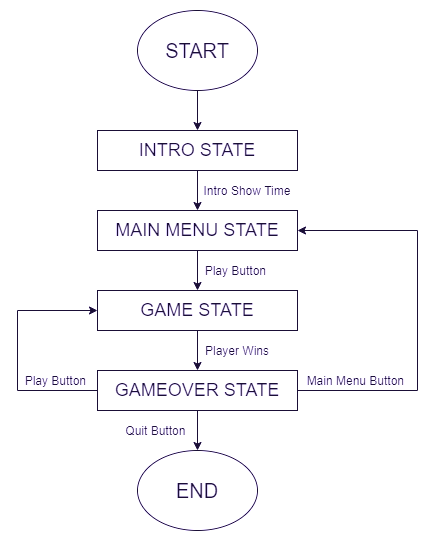 START
INTRO STATE
Intro Show Time
MAIN MENU STATE
Play Button
GAME STATE
Player Wins
Play Button
GAMEOVER STATE
Main Menu Button
Quit Button
END